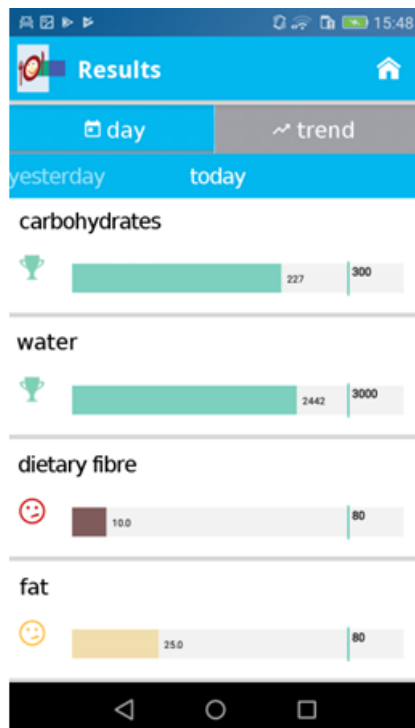 15:48
Results
day
trend
yesterday
today
carbohydrates
227
300
water
2442
3000
dietary fibre
10.0
80
fat
25.0
80